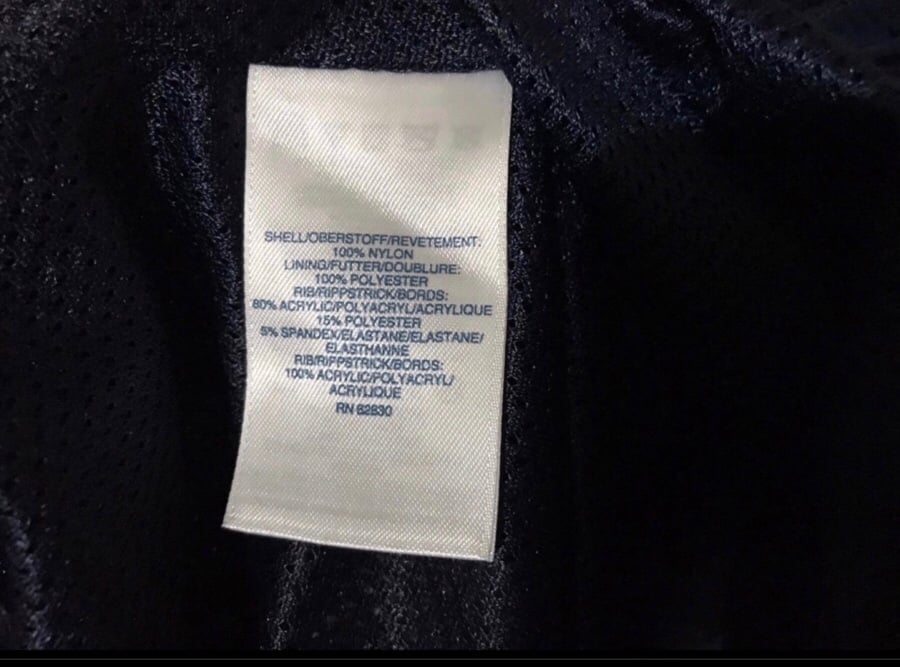 SHELL/OBERSTOFF/REVETEMENT:
100% NYLON
LINING/FUTTER/DOUBLURE:
100% POLYESTER
RIB/RIPPSTRICK/BORDS:
80% ACRYLIC/POLYACRYL/ACRYLIQUE
15% POLYESTER
5% SPANDEX/ELASTANE/ELASTANE/
ELASTHANNE
RIB/RIPPSTRICK/BORDS:
100% ACRYLIC/POLYACRYL/
ACRYLIQUE
RN 62830